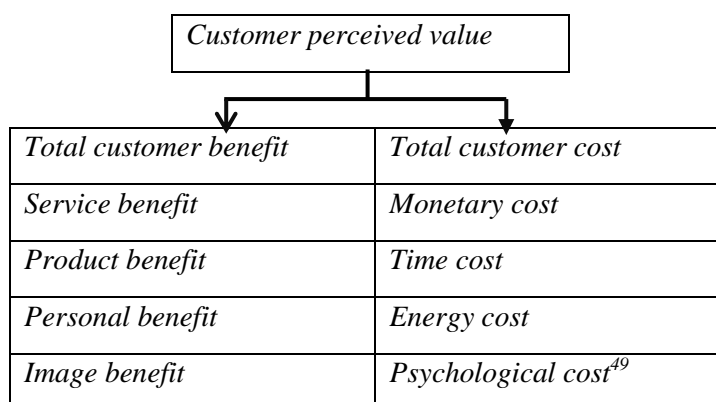 Customer perceived value
Total customer benefit Total customer cost
Service benefit Monetary cost
Product benefit Time cost
Personal benefit Energy cost
Image benefit Psychological cost49